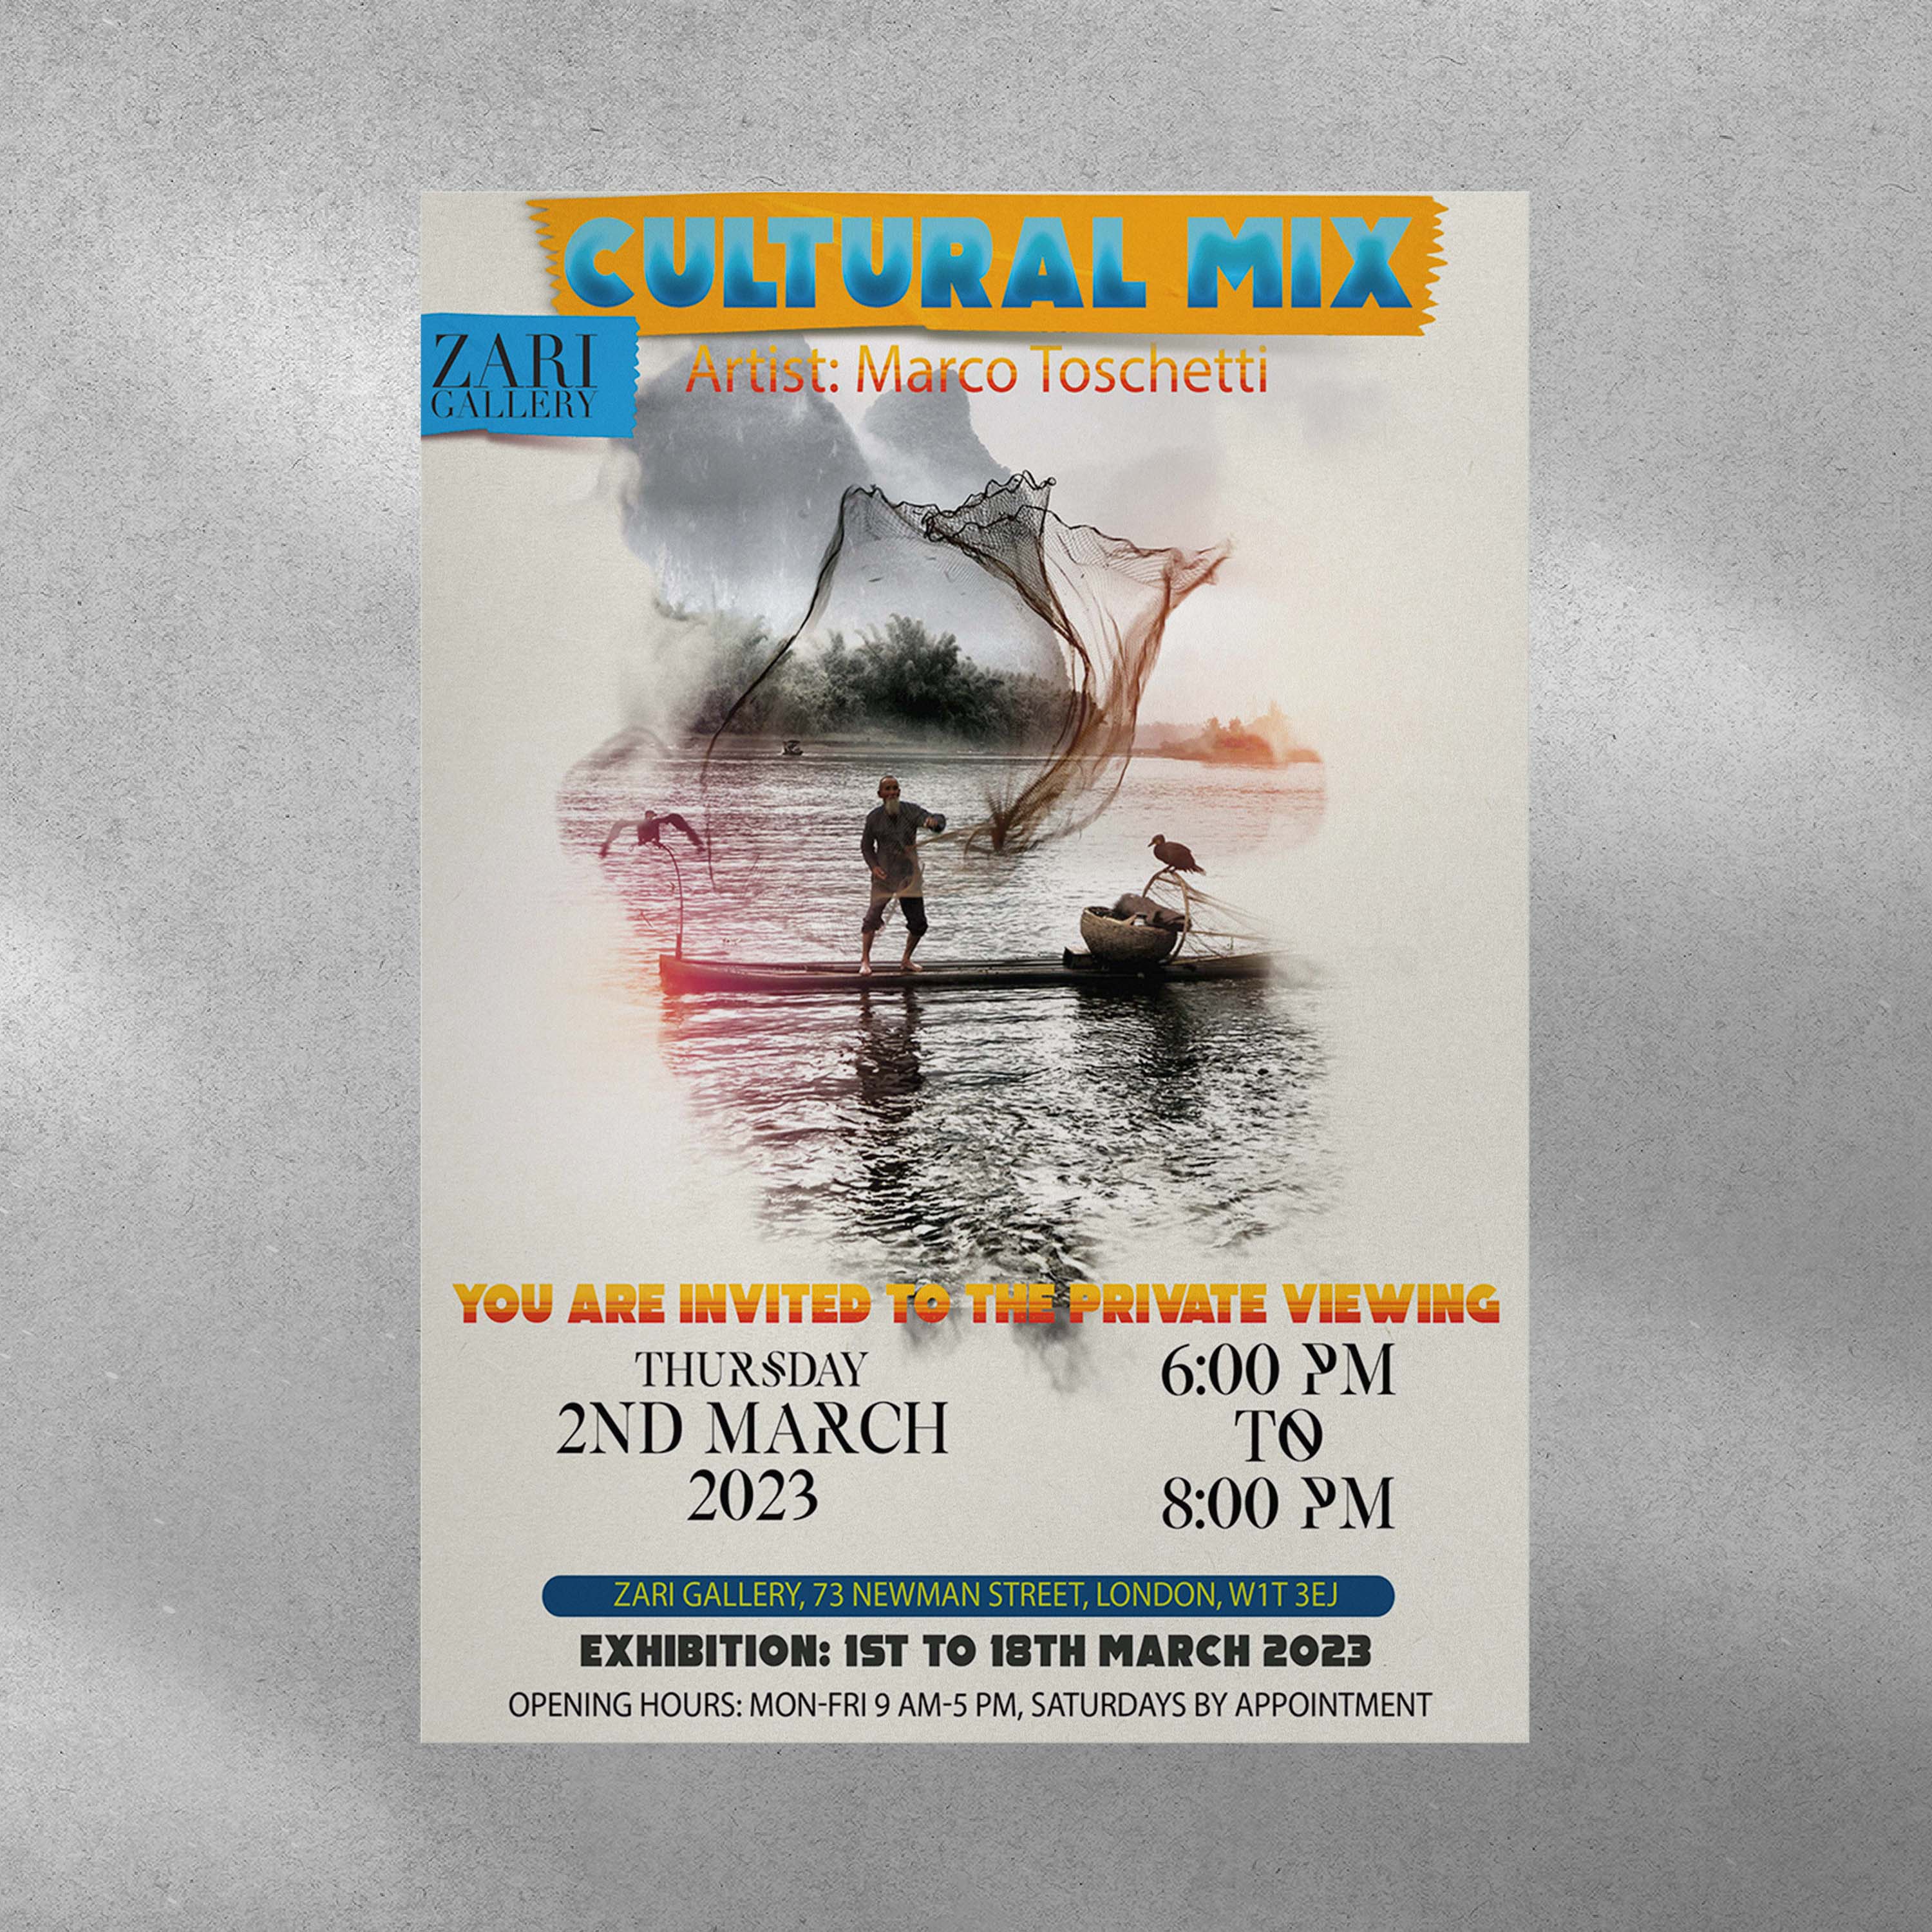 CULTURAL MIX
ZARI
GALLERY
Artist: Marco Toschetti
YOU ARE INVITED TO THE PRIVATE VIEWING
THURSDAY
2ND MARCH
2023
6:00 PM
TO
8:00 PM
ZARI GALLERY, 73 NEWMAN STREET, LONDON, W1T 3EJ
EXHIBITION: 1ST TO 18TH MARCH 2023
OPENING HOURS: MON-FRI 9 AM-5 PM, SATURDAYS BY APPOINTMENT